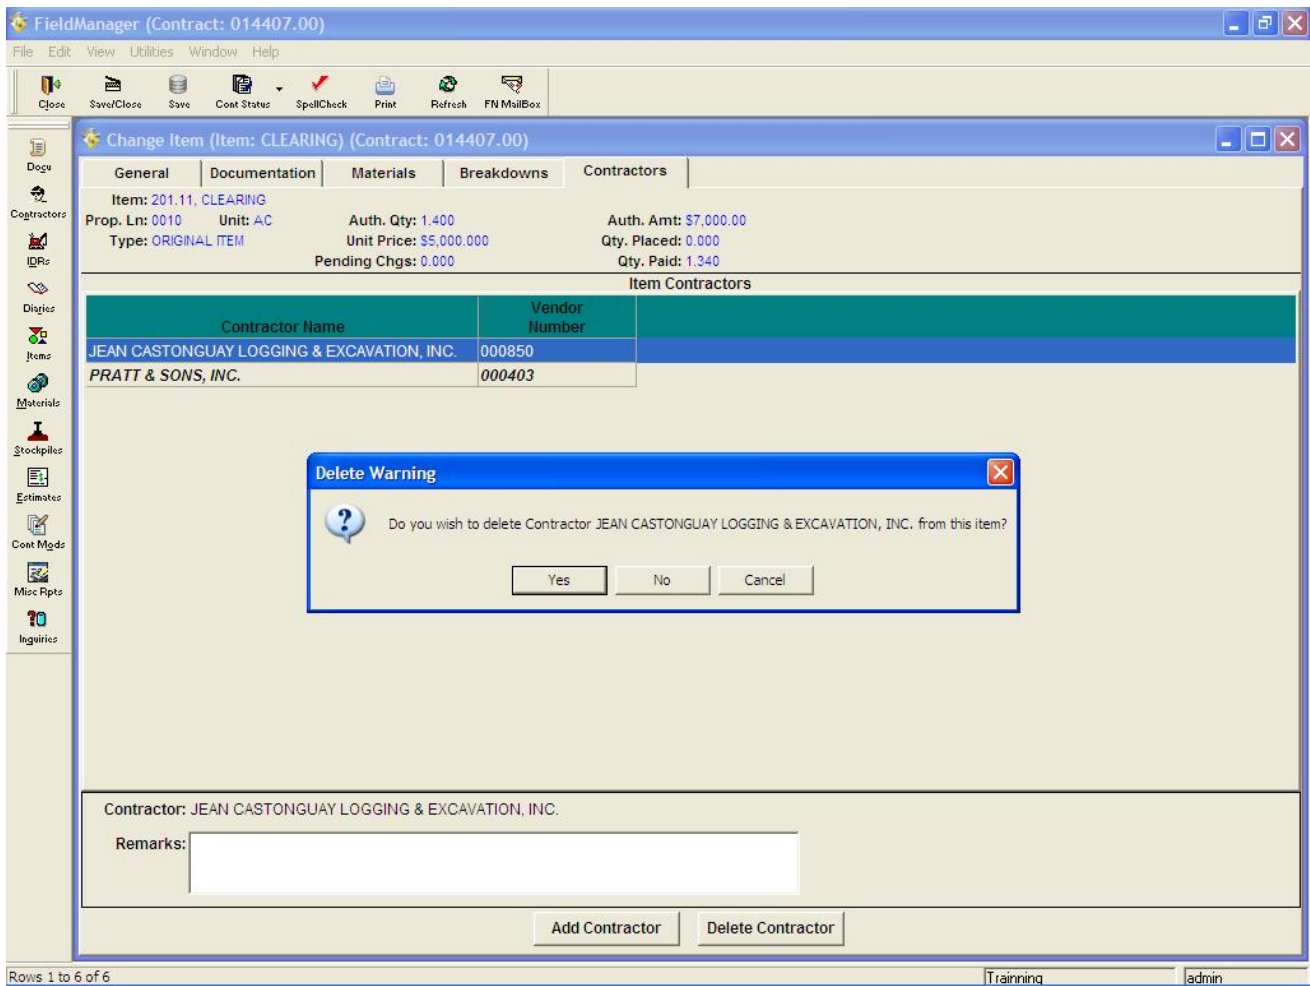 FieldManager (Contract: 014407.00)
File Edit View Utilities Window Help
Close Save/Close Save Cont Status SpellCheck Print Refresh FN MailBox
Docu
Contractors
IDRs
Diaries
Items
Materials
Stockpiles
Estimates
Cont Mods
Misc Rpts
Inquiries
Change Item (Item: CLEARING) (Contract: 014407.00)
General Documentation Materials Breakdowns Contractors
Item: 201.11, CLEARING
Prop. Ln: 0010 Unit: AC Auth. Qty: 1.400 Auth. Amt: $7,000.00
Type: ORIGINAL ITEM Unit Price: $5,000.000 Qty. Placed: 0.000
Pending Chgs: 0.000 Qty. Paid: 1.340
Item Contractors
Contractor Name Vendor Number
JEAN CASTONGUAY LOGGING & EXCAVATION, INC. 000850
PRATT & SONS, INC. 000403
Delete Warning
Do you wish to delete Contractor JEAN CASTONGUAY LOGGING & EXCAVATION, INC. from this item?
Yes No Cancel
Contractor: JEAN CASTONGUAY LOGGING & EXCAVATION, INC.
Remarks:
Add Contractor Delete Contractor
Rows 1 to 6 of 6 Trainning admin